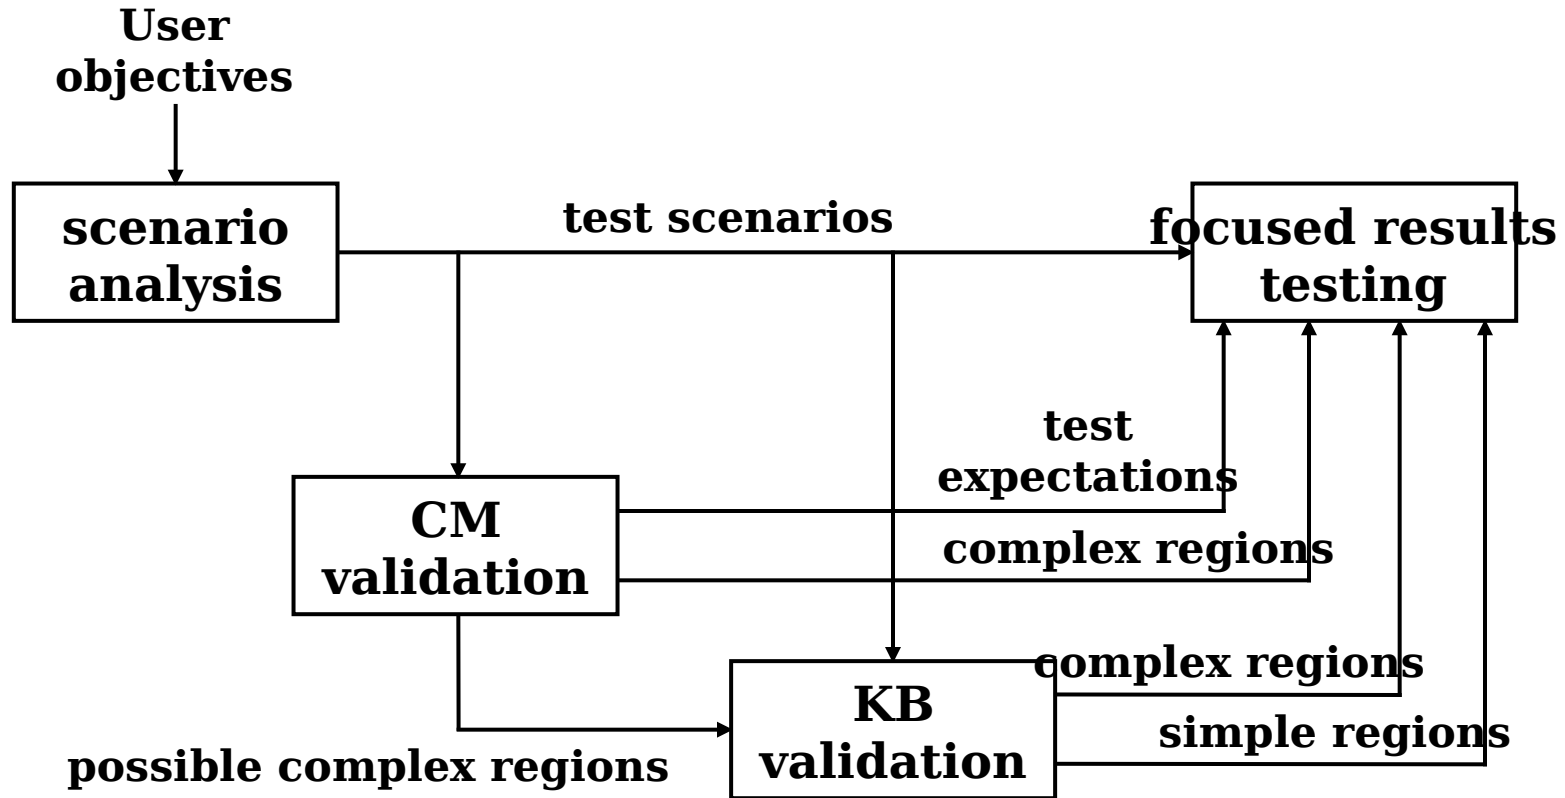 User
objectives
scenario
analysis
test scenarios
focused results
testing
test
expectations
CM
validation
complex regions
complex regions
KB
validation
simple regions
possible complex regions